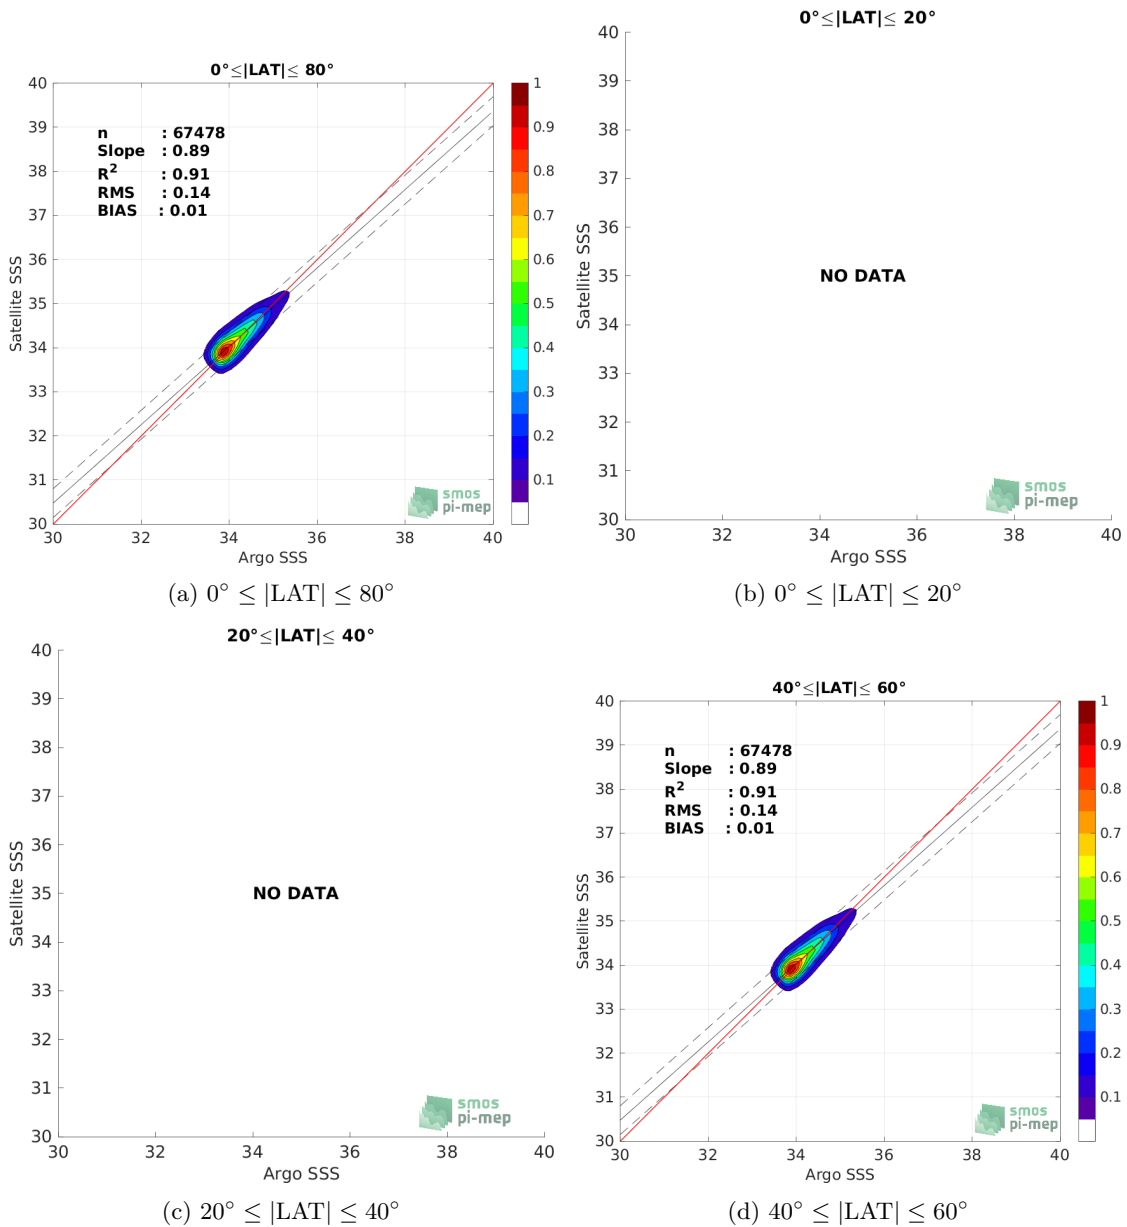 0°≤|LAT|≤ 80°
40
39
38
37
36
35
34
33
32
31
30
Satellite SSS
n : 67478
Slope : 0.89
R² : 0.91
RMS : 0.14
BIAS : 0.01
smos
pi-mep
30 32 34 36 38 40
Argo SSS
1
0.9
0.8
0.7
0.6
0.5
0.4
0.3
0.2
0.1
(a) 0° ≤ |LAT| ≤ 80°
0°≤|LAT|≤ 20°
40
39
38
37
36
35
34
33
32
31
30
Satellite SSS
NO DATA
smos
pi-mep
30 32 34 36 38 40
Argo SSS
(b) 0° ≤ |LAT| ≤ 20°
20°≤|LAT|≤ 40°
40
39
38
37
36
35
34
33
32
31
30
Satellite SSS
NO DATA
smos
pi-mep
30 32 34 36 38 40
Argo SSS
(c) 20° ≤ |LAT| ≤ 40°
40°≤|LAT|≤ 60°
40
39
38
37
36
35
34
33
32
31
30
Satellite SSS
n : 67478
Slope : 0.89
R² : 0.91
RMS : 0.14
BIAS : 0.01
smos
pi-mep
30 32 34 36 38 40
Argo SSS
1
0.9
0.8
0.7
0.6
0.5
0.4
0.3
0.2
0.1
(d) 40° ≤ |LAT| ≤ 60°